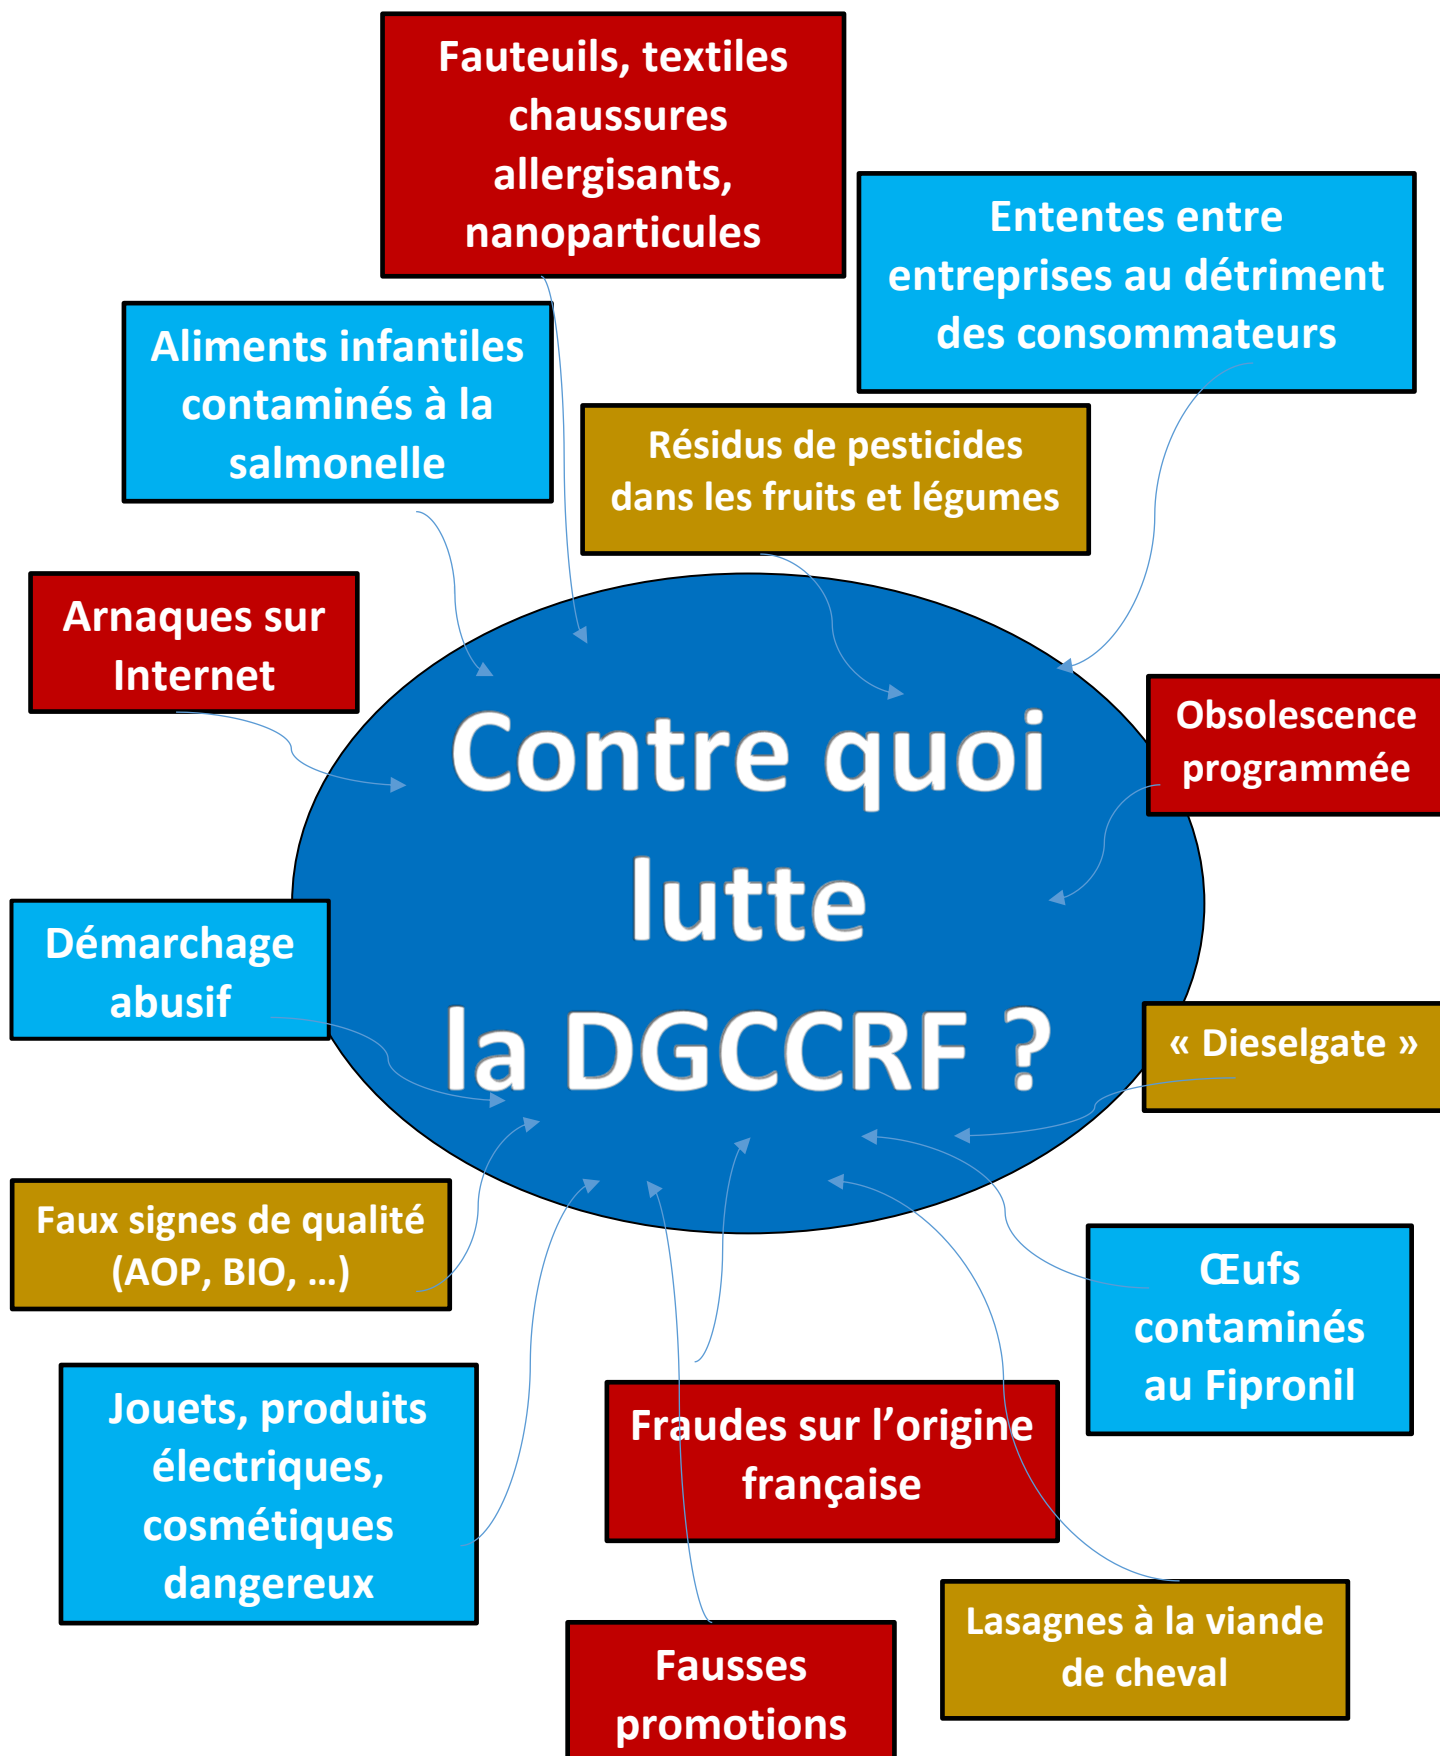 Fauteuils, textiles
chaussures
allergisants,
nanoparticules
Ententes entre
entreprises au détriment
des consommateurs
Aliments infantiles
contaminés à la
salmonelle
Résidus de pesticides
dans les fruits et légumes
Arnaques sur
Internet
Obsolescence
programmée
Contre quoi
lutte
la DGCCRF ?
Démarchage
abusif
« Dieselgate »
Faux signes de qualité
(AOP, BIO, ...)
Œufs
contaminés
au Fipronil
Jouets, produits
électriques,
cosmétiques
dangereux
Fraudes sur l’origine
française
Lasagnes à la viande
de cheval
Fausses
promotions